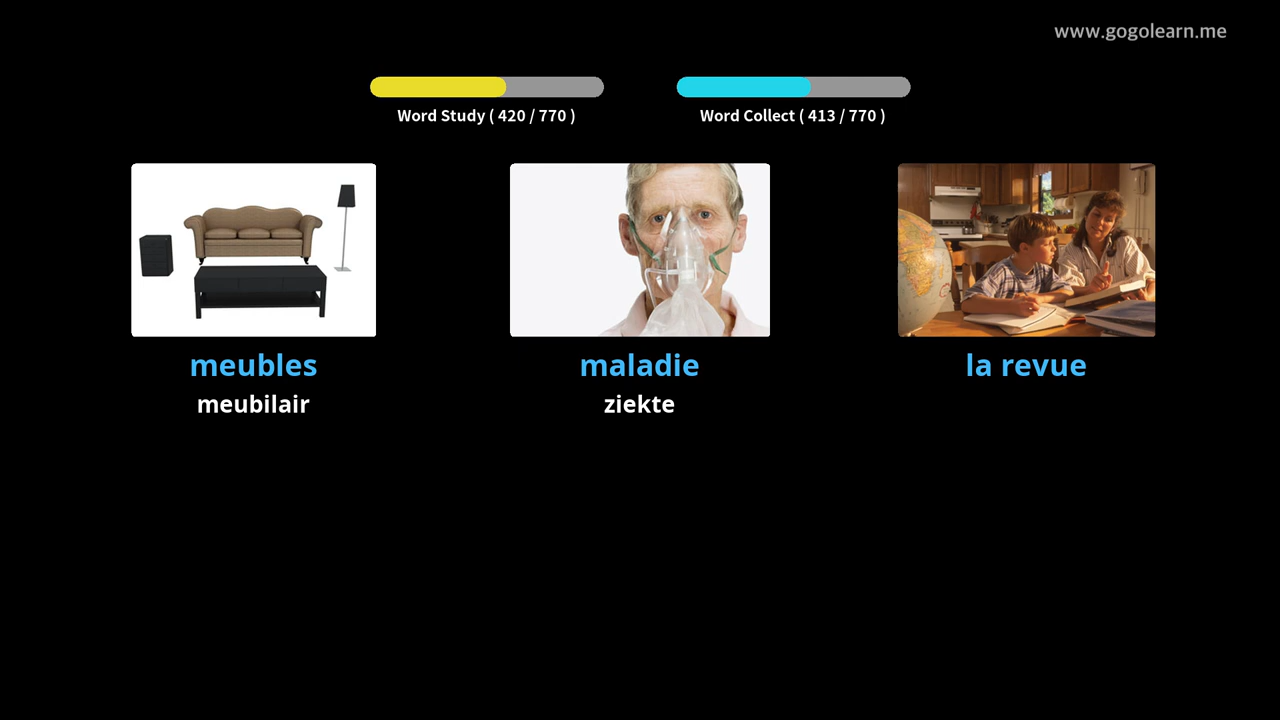 www.gogolearn.me
Word Study ( 420 / 770 )
Word Collect ( 413 / 770 )
meubles
meubilair
maladie
ziekte
la revue